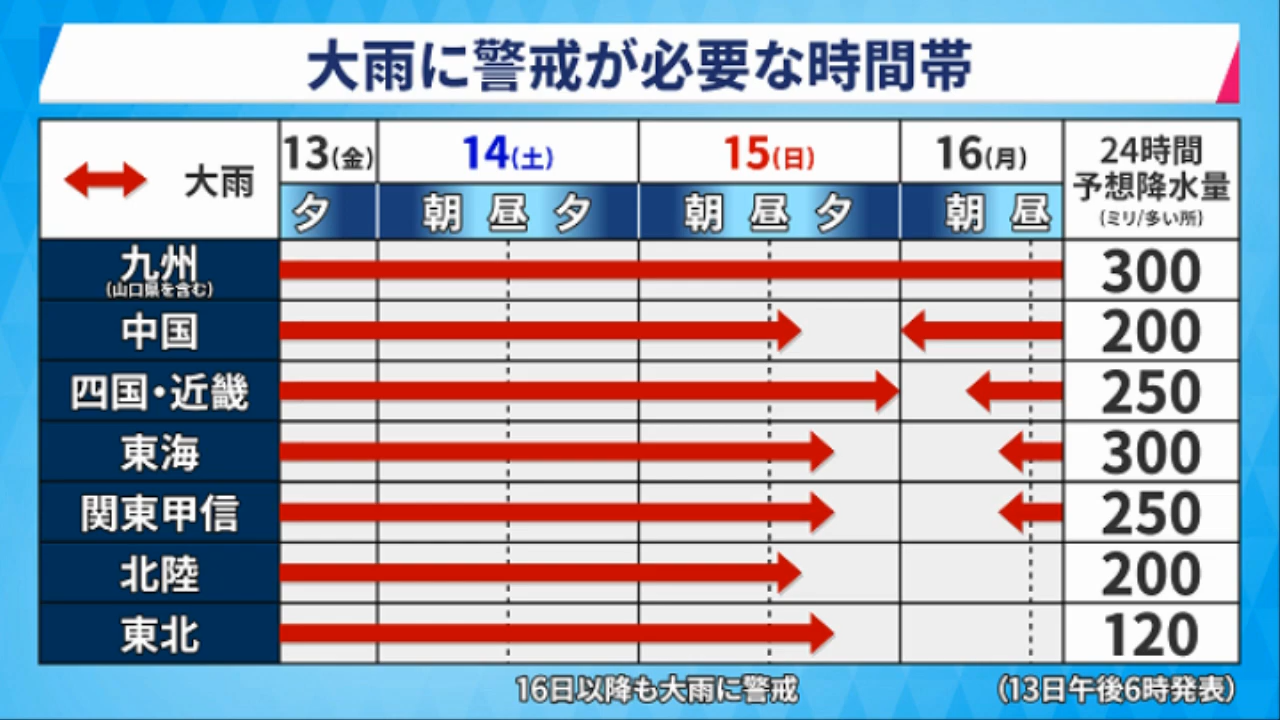 大雨に警戒が必要な時間帯
大雨 13(金) 14(土) 15(日) 16(月) 24時間
予想降水量
(ミリ/多い所)
夕 朝 昼 夕 朝 昼 夕 朝 昼
九州 300
(山口県を含む)
中国 200
四国・近畿 250
東海 300
関東甲信 250
北陸 200
東北 120
16日以降も大雨に警戒 (13日午後6時発表)